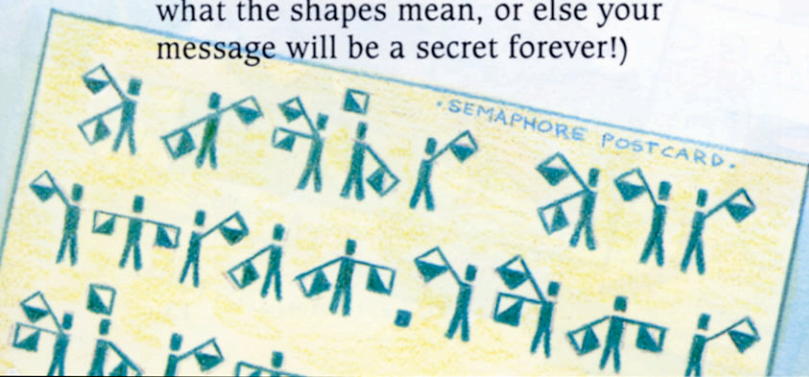 what the shapes mean, or else your
message will be a secret forever!)
· SEMAPHORE POSTCARD ·